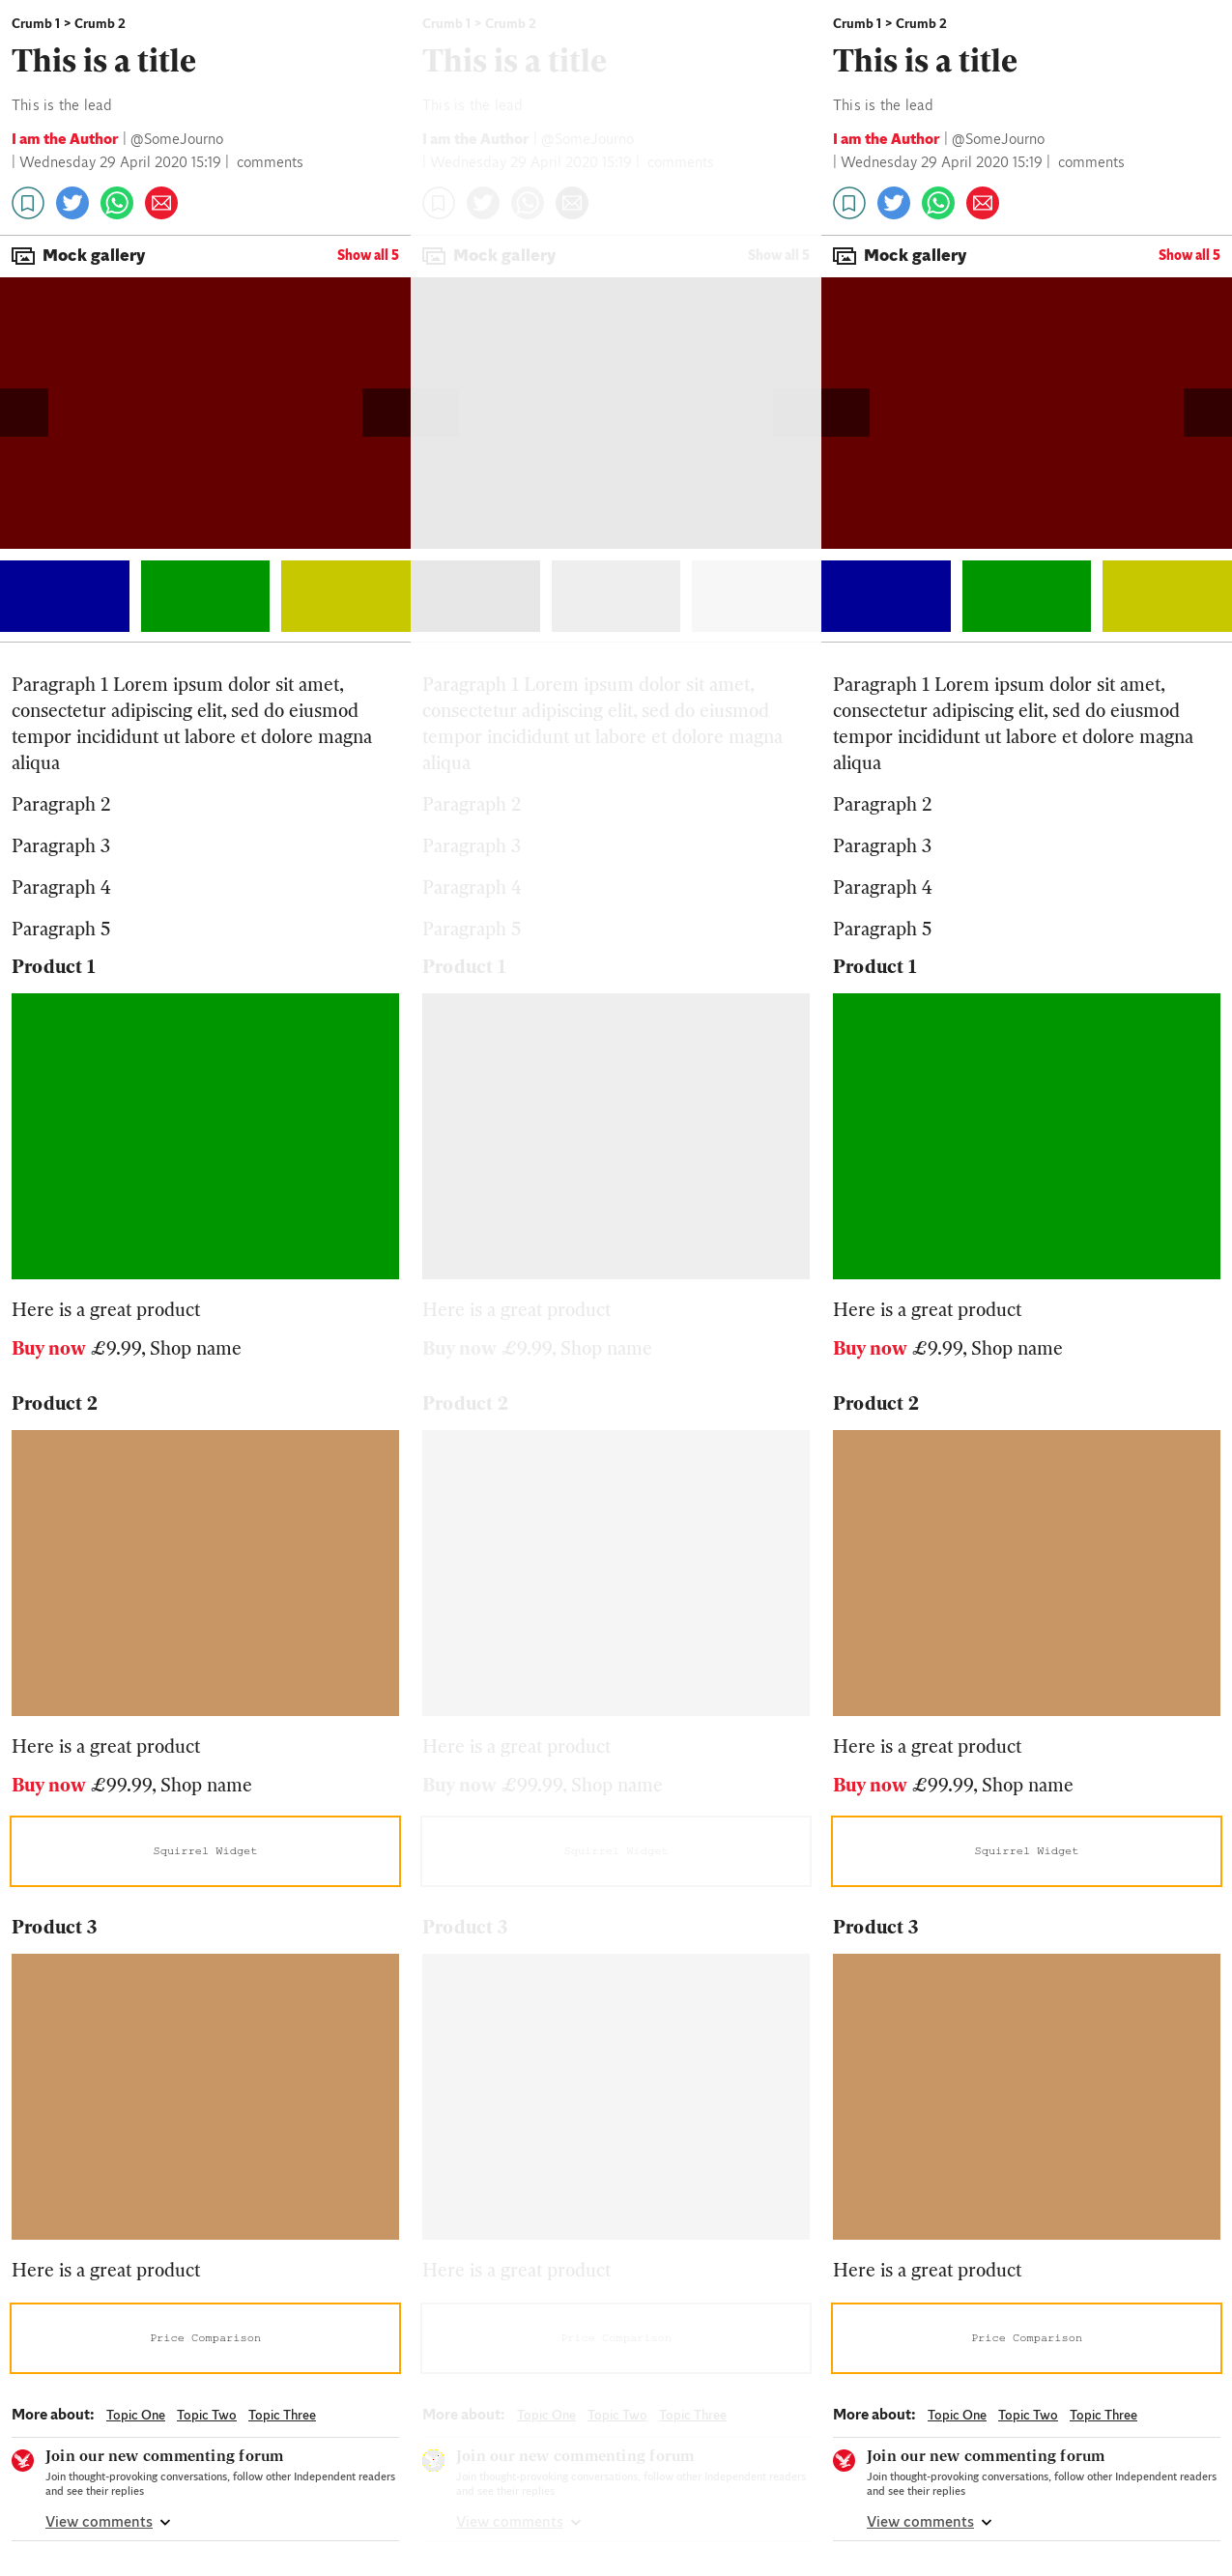 Crumb 1 > Crumb 2
This is a title
This is the lead
I am the Author | @SomeJourno
| Wednesday 29 April 2020 15:19 | comments
Mock gallery
Show all 5
Paragraph 1 Lorem ipsum dolor sit amet,
consectetur adipiscing elit, sed do eiusmod
tempor incididunt ut labore et dolore magna
aliqua
Paragraph 2
Paragraph 3
Paragraph 4
Paragraph 5
Product 1
Here is a great product
Buy now £9.99, Shop name
Product 2
Here is a great product
Buy now £99.99, Shop name
Squirrel Widget
Product 3
Here is a great product
Price Comparison
More about: Topic One Topic Two Topic Three
Join our new commenting forum
Join thought-provoking conversations, follow other Independent readers
and see their replies
View comments
Crumb 1 > Crumb 2
This is a title
This is the lead
I am the Author | @SomeJourno
| Wednesday 29 April 2020 15:19 | comments
Mock gallery
Show all 5
Paragraph 1 Lorem ipsum dolor sit amet,
consectetur adipiscing elit, sed do eiusmod
tempor incididunt ut labore et dolore magna
aliqua
Paragraph 2
Paragraph 3
Paragraph 4
Paragraph 5
Product 1
Here is a great product
Buy now £9.99, Shop name
Product 2
Here is a great product
Buy now £99.99, Shop name
Squirrel Widget
Product 3
Here is a great product
Price Comparison
More about: Topic One Topic Two Topic Three
Join our new commenting forum
Join thought-provoking conversations, follow other Independent readers
and see their replies
View comments
Crumb 1 > Crumb 2
This is a title
This is the lead
I am the Author | @SomeJourno
| Wednesday 29 April 2020 15:19 | comments
Mock gallery
Show all 5
Paragraph 1 Lorem ipsum dolor sit amet,
consectetur adipiscing elit, sed do eiusmod
tempor incididunt ut labore et dolore magna
aliqua
Paragraph 2
Paragraph 3
Paragraph 4
Paragraph 5
Product 1
Here is a great product
Buy now £9.99, Shop name
Product 2
Here is a great product
Buy now £99.99, Shop name
Squirrel Widget
Product 3
Here is a great product
Price Comparison
More about: Topic One Topic Two Topic Three
Join our new commenting forum
Join thought-provoking conversations, follow other Independent readers
and see their replies
View comments